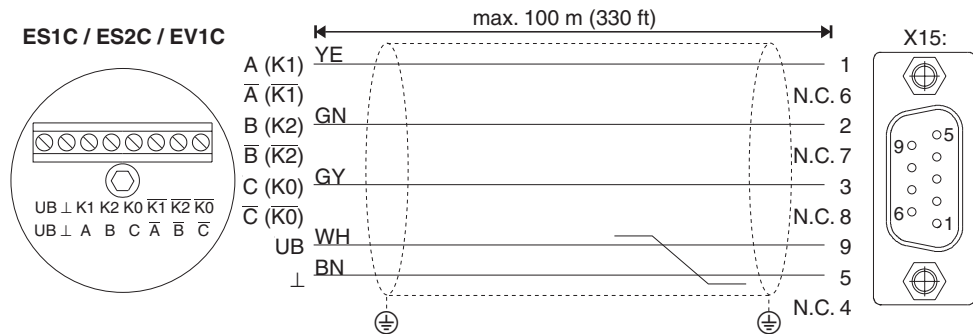 max. 100 m (330 ft)
ES1C / ES2C / EV1C
X15:
A (K1) YE 1
A̅ (K̅1̅) N.C. 6
B (K2) GN 2
B̅ (K̅2̅) N.C. 7
C (K0) GY 3
C̅ (K̅0̅) N.C. 8
UB WH 9
⊥ BN 5
N.C. 4
UB ⊥ K1 K2 K0 K̅1̅ K̅2̅ K̅0̅
UB ⊥ A B C A̅ B̅ C̅
9 5
6 1